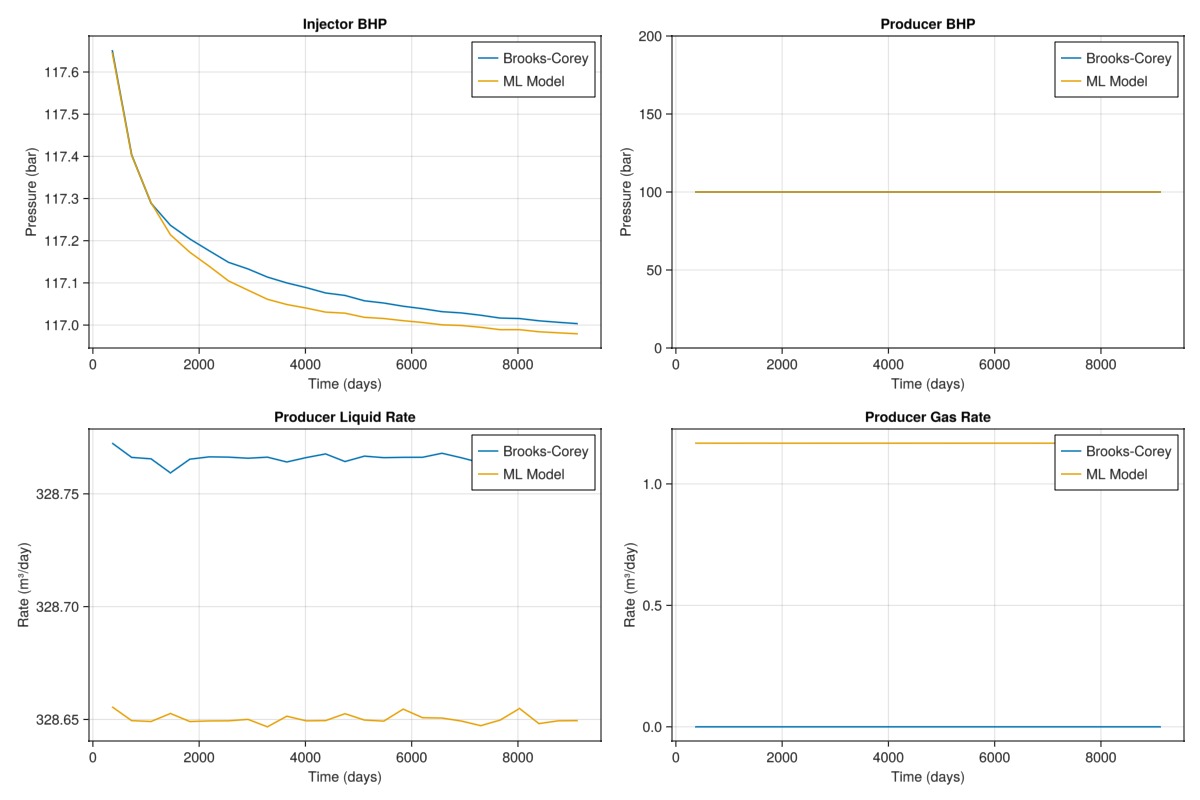 Injector BHP
Brooks-Corey
ML Model
Pressure (bar)
117.6
117.5
117.4
117.3
117.2
117.1
117.0
0 2000 4000 6000 8000
Time (days)
Producer BHP
Brooks-Corey
ML Model
Pressure (bar)
200
150
100
50
0
0 2000 4000 6000 8000
Time (days)
Producer Liquid Rate
Brooks-Corey
ML Model
Rate (m³/day)
328.75
328.70
328.65
0 2000 4000 6000 8000
Time (days)
Producer Gas Rate
Brooks-Corey
ML Model
Rate (m³/day)
1.0
0.5
0.0
0 2000 4000 6000 8000
Time (days)